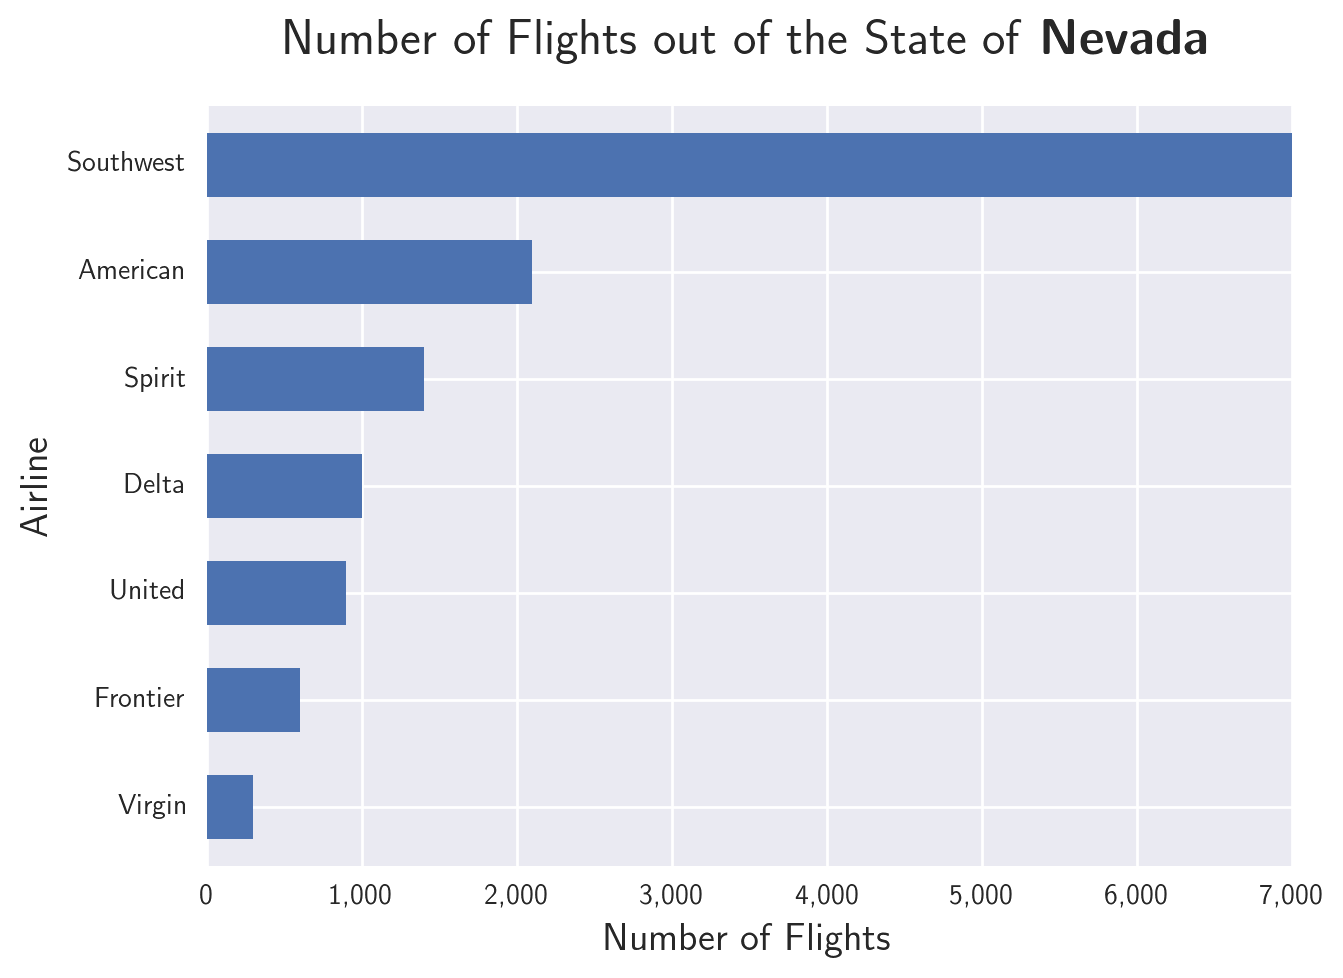 Number of Flights out of the State of Nevada
Southwest
American
Spirit
Delta
United
Frontier
Virgin
Airline
0 1,000 2,000 3,000 4,000 5,000 6,000 7,000
Number of Flights